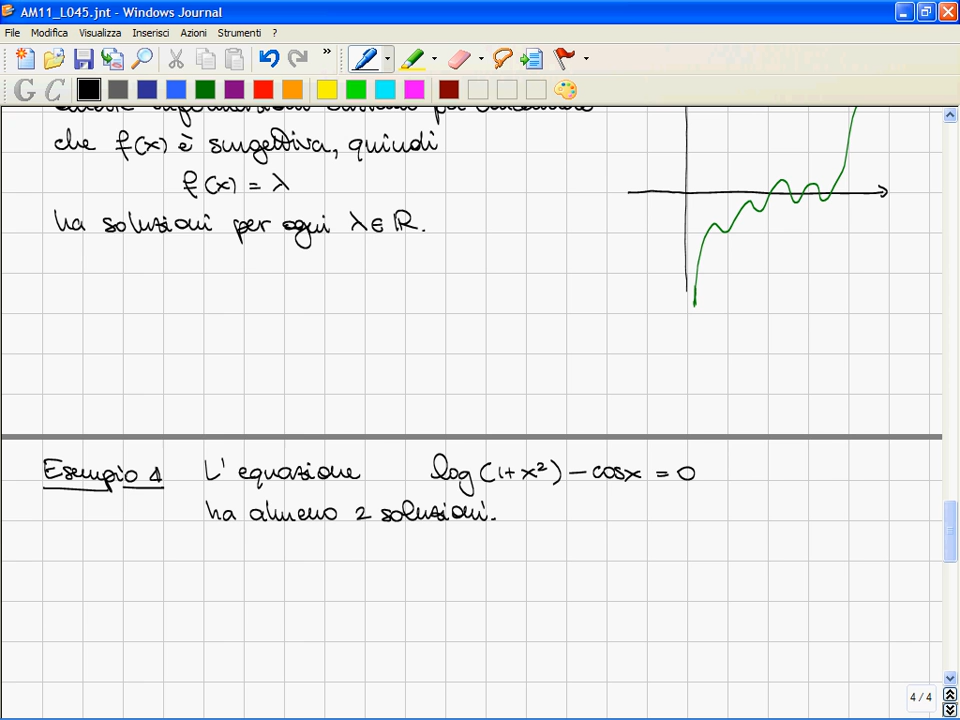 AM11_L045.jnt - Windows Journal
File Modifica Visualizza Inserisci Azioni Strumenti ?
che f(x) è surgettiva, quindi
f(x) = λ
ha soluzioni per ogni λ ∈ ℝ.
Esempio 4 L'equazione log(1+x²) - cosx = 0
ha almeno 2 soluzioni.
4 / 4